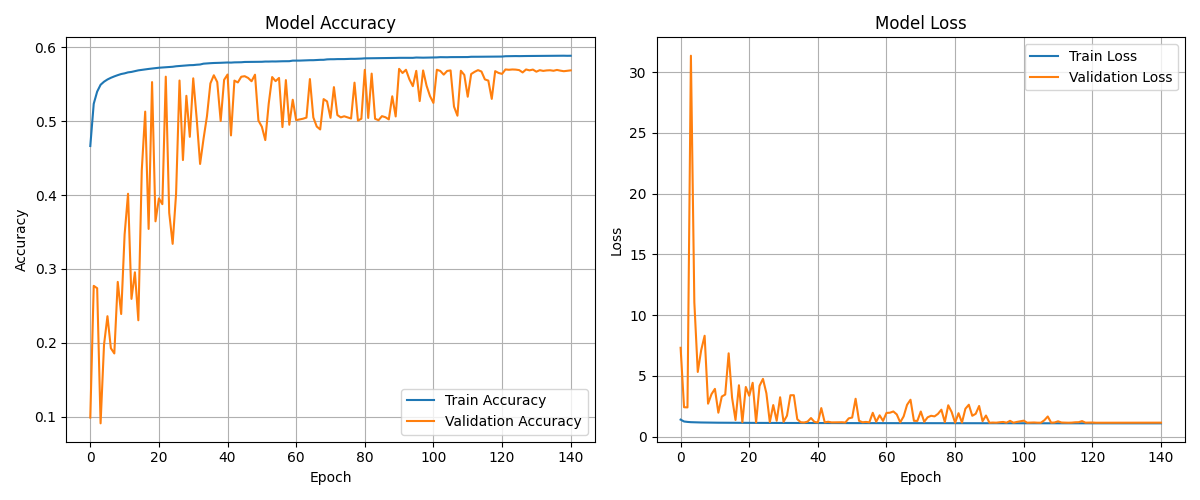 Model Accuracy
0.6
0.5
0.4
0.3
0.2
0.1
Accuracy
Train Accuracy
Validation Accuracy
0 20 40 60 80 100 120 140
Epoch
Model Loss
30
25
20
15
10
5
0
Loss
Train Loss
Validation Loss
0 20 40 60 80 100 120 140
Epoch